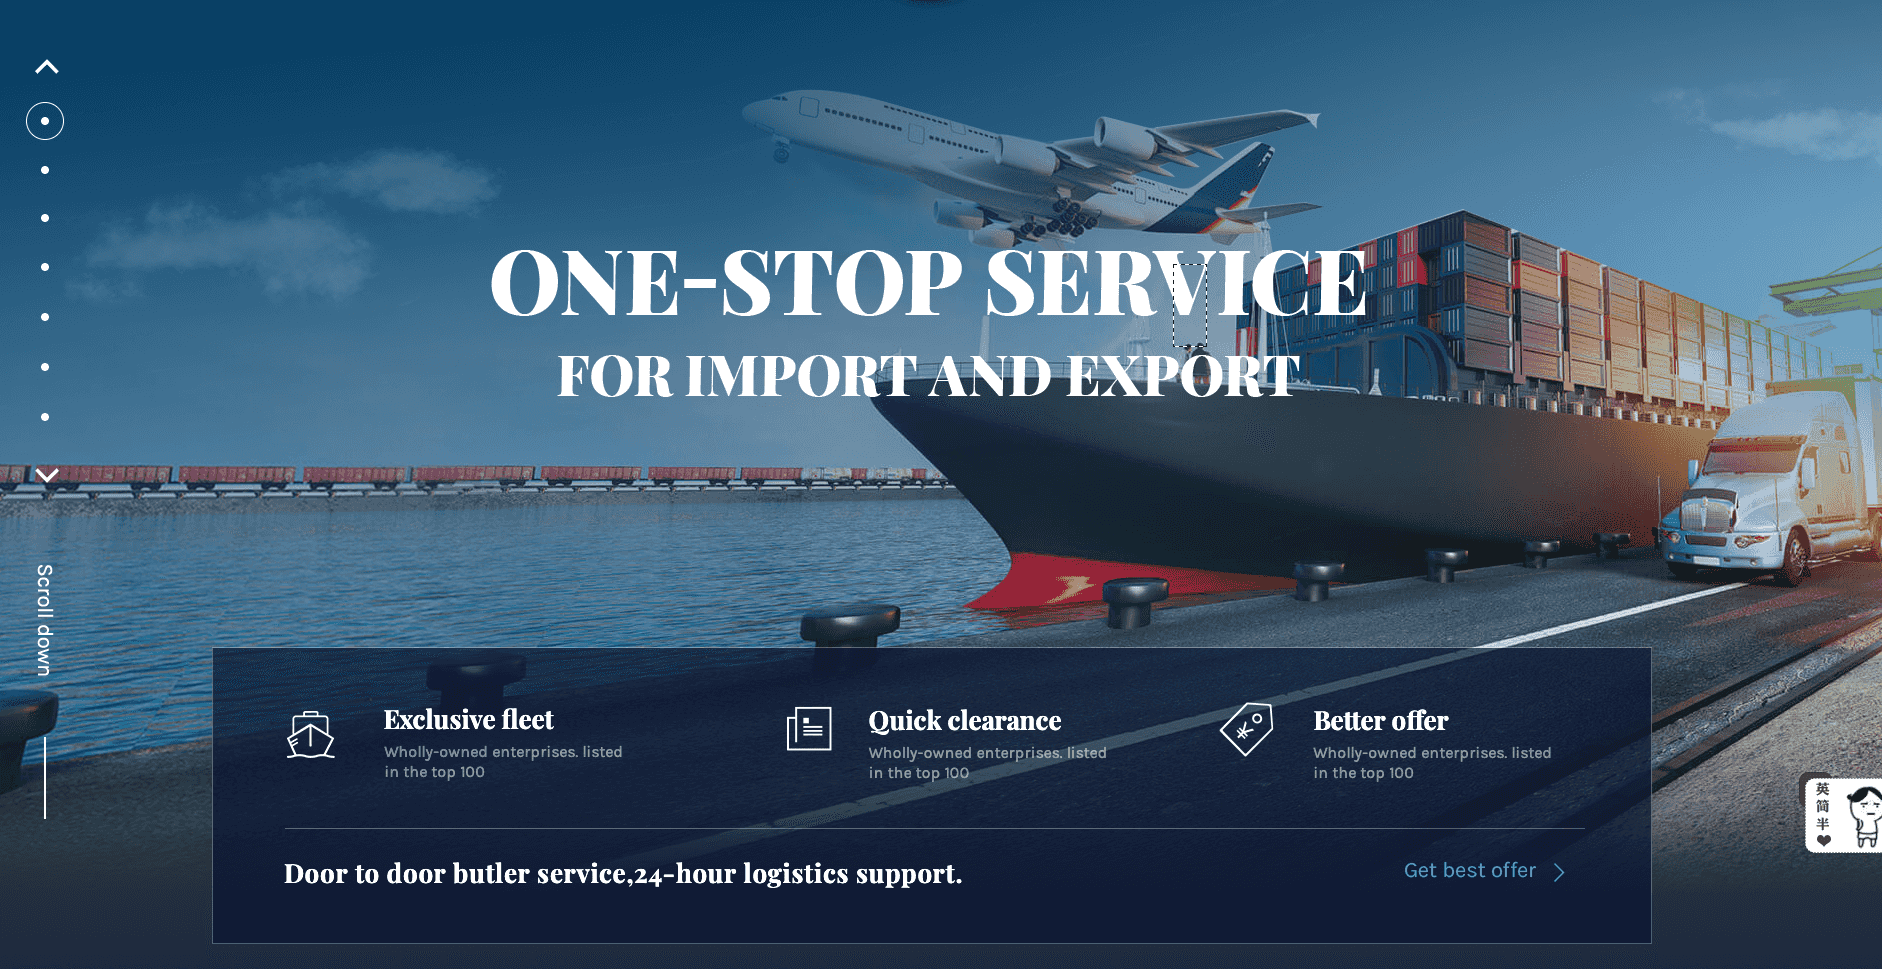 ONE-STOP SERVICE
FOR IMPORT AND EXPORT
Scroll down
Exclusive fleet
Wholly-owned enterprises. listed
in the top 100
Quick clearance
Wholly-owned enterprises. listed
in the top 100
Better offer
Wholly-owned enterprises. listed
in the top 100
Door to door butler service,24-hour logistics support.
Get best offer
英
简
半